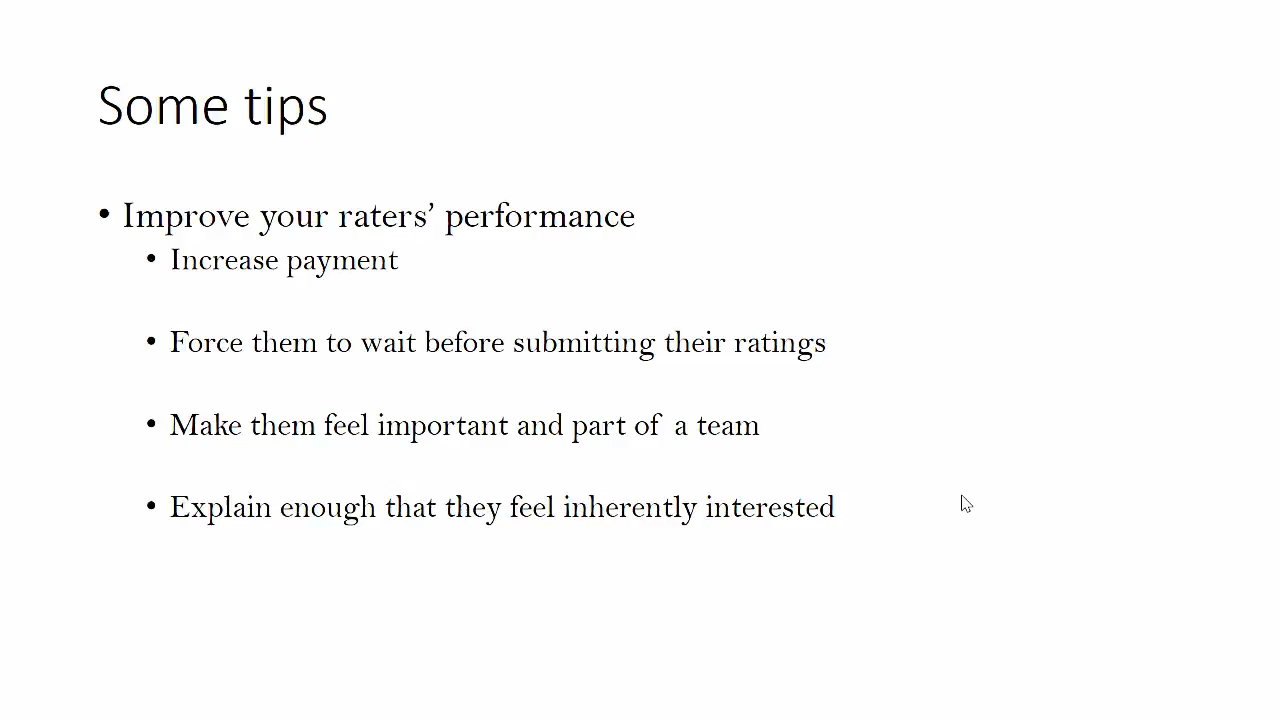 Some tips
• Improve your raters’ performance
• Increase payment
• Force them to wait before submitting their ratings
• Make them feel important and part of a team
• Explain enough that they feel inherently interested